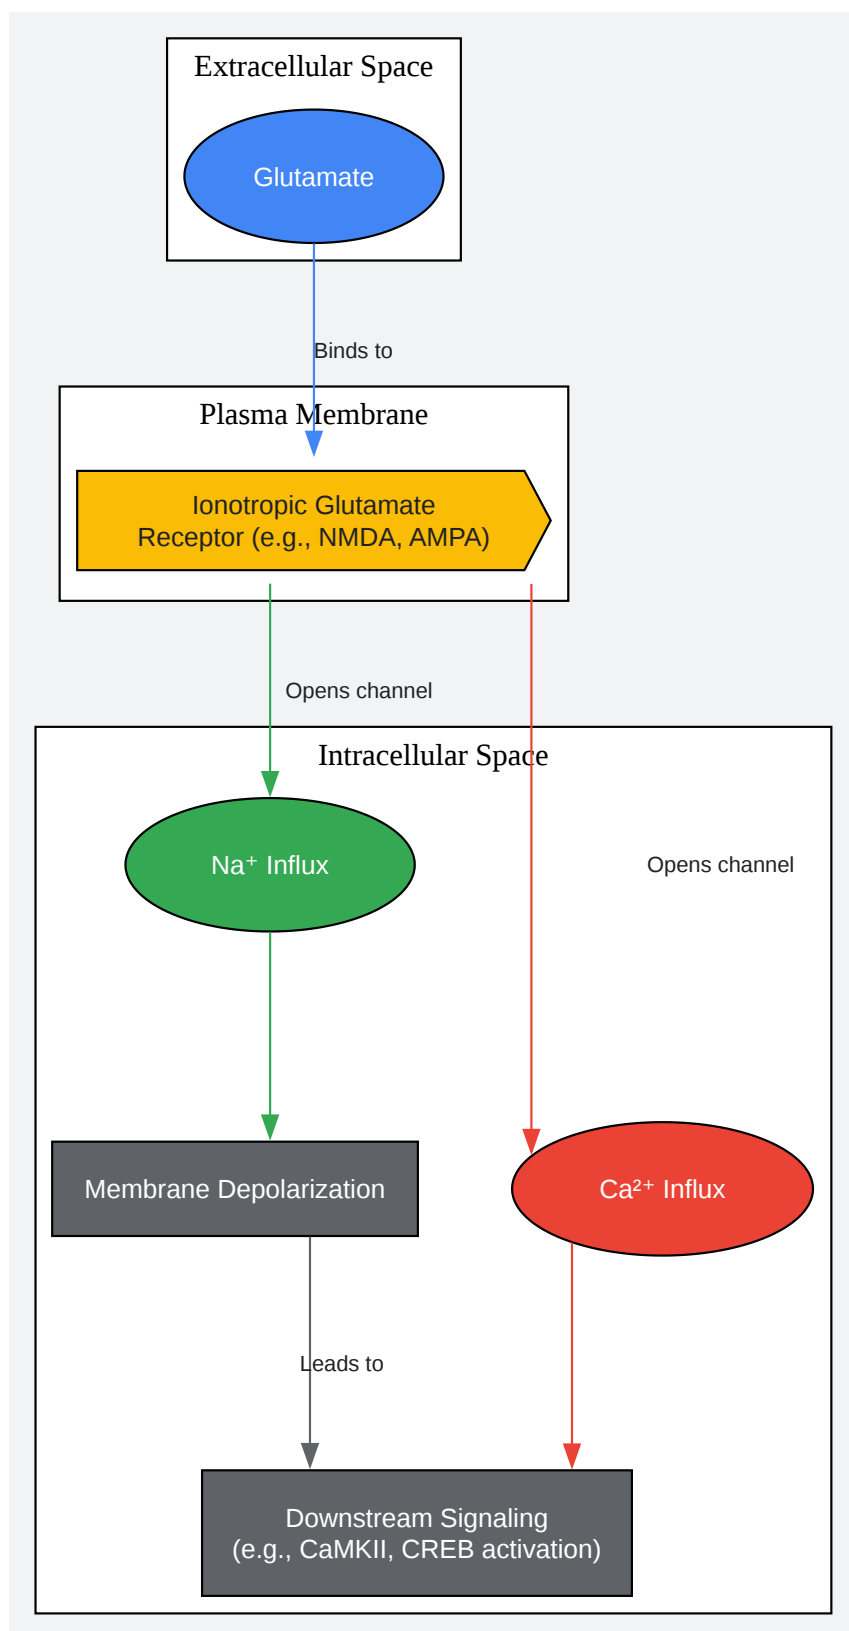 Extracellular Space
Glutamate
Binds to
Plasma Membrane
Ionotropic Glutamate
Receptor (e.g., NMDA, AMPA)
Opens channel
Intracellular Space
Na⁺ Influx
Opens channel
Membrane Depolarization
Ca²⁺ Influx
Leads to
Downstream Signaling
(e.g., CaMKII, CREB activation)